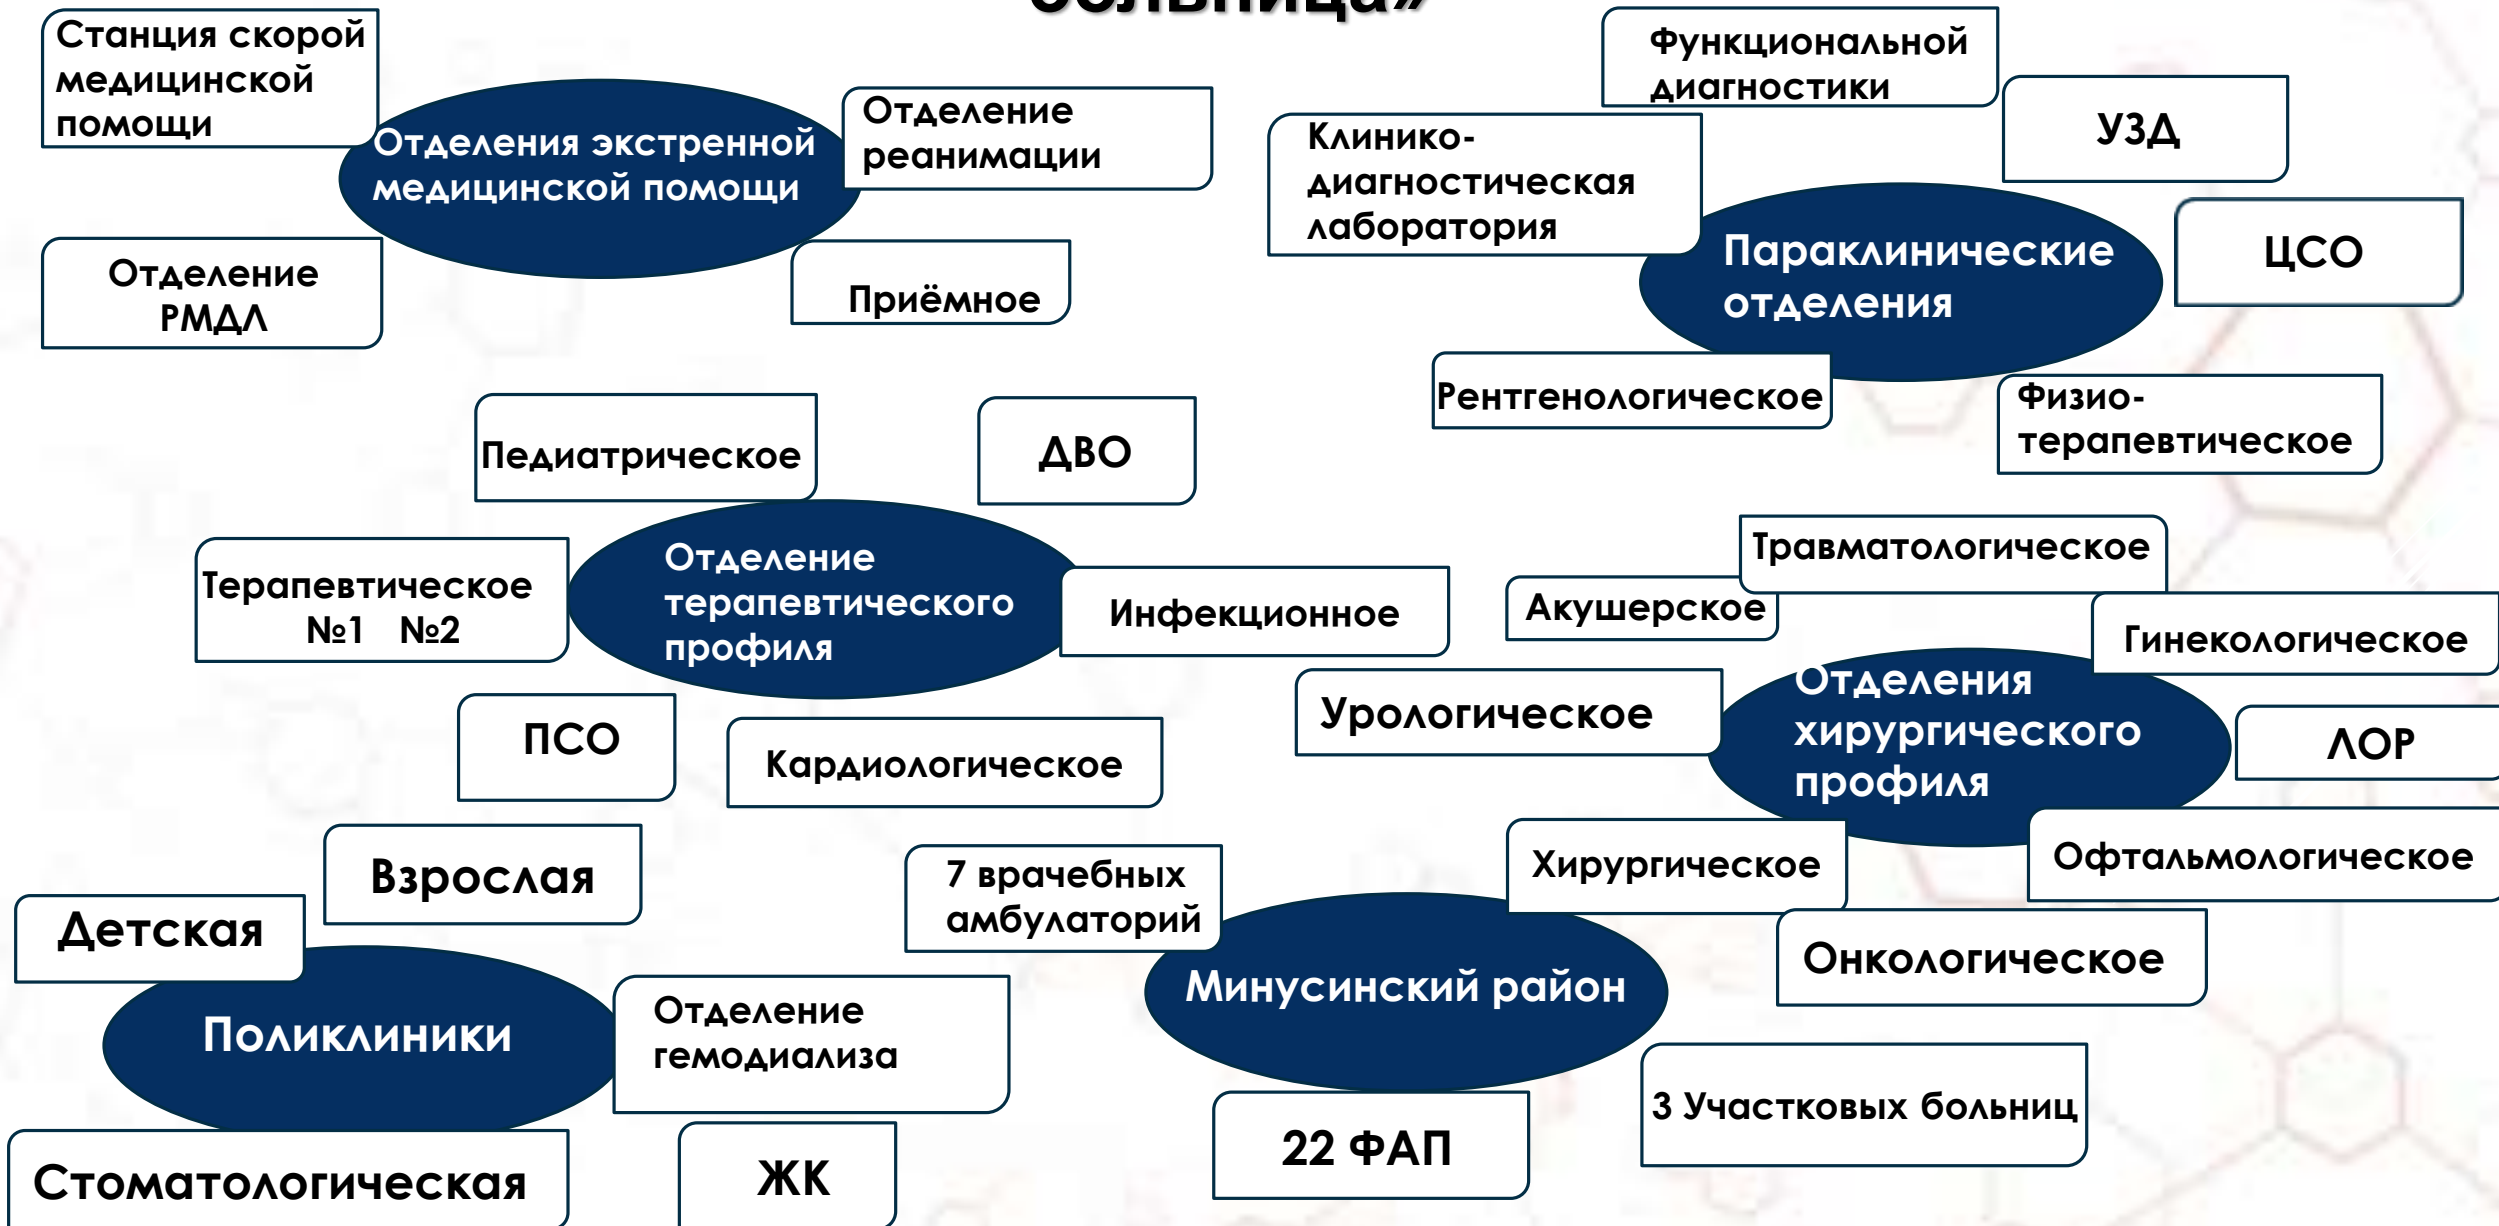 больница»
Станция скорой
медицинской
помощи
Отделения экстренной
медицинской помощи
Отделение
реанимации
Отделение
РМДЛ
Приёмное
Функциональной
диагностики
УЗД
Клинико-
диагностическая
лаборатория
Параклинические
отделения
ЦСО
Рентгенологическое
Физио-
терапевтическое
Педиатрическое
ДВО
Терапевтическое
№1 №2
Отделение
терапевтического
профиля
Инфекционное
ПСО
Кардиологическое
Травматологическое
Акушерское
Гинекологическое
Урологическое
Отделения
хирургического
профиля
ЛОР
Хирургическое
Офтальмологическое
Онкологическое
Взрослая
Детская
Поликлиники
Отделение
гемодиализа
Стоматологическая
ЖК
7 врачебных
амбулаторий
Минусинский район
22 ФАП
3 Участковых больниц